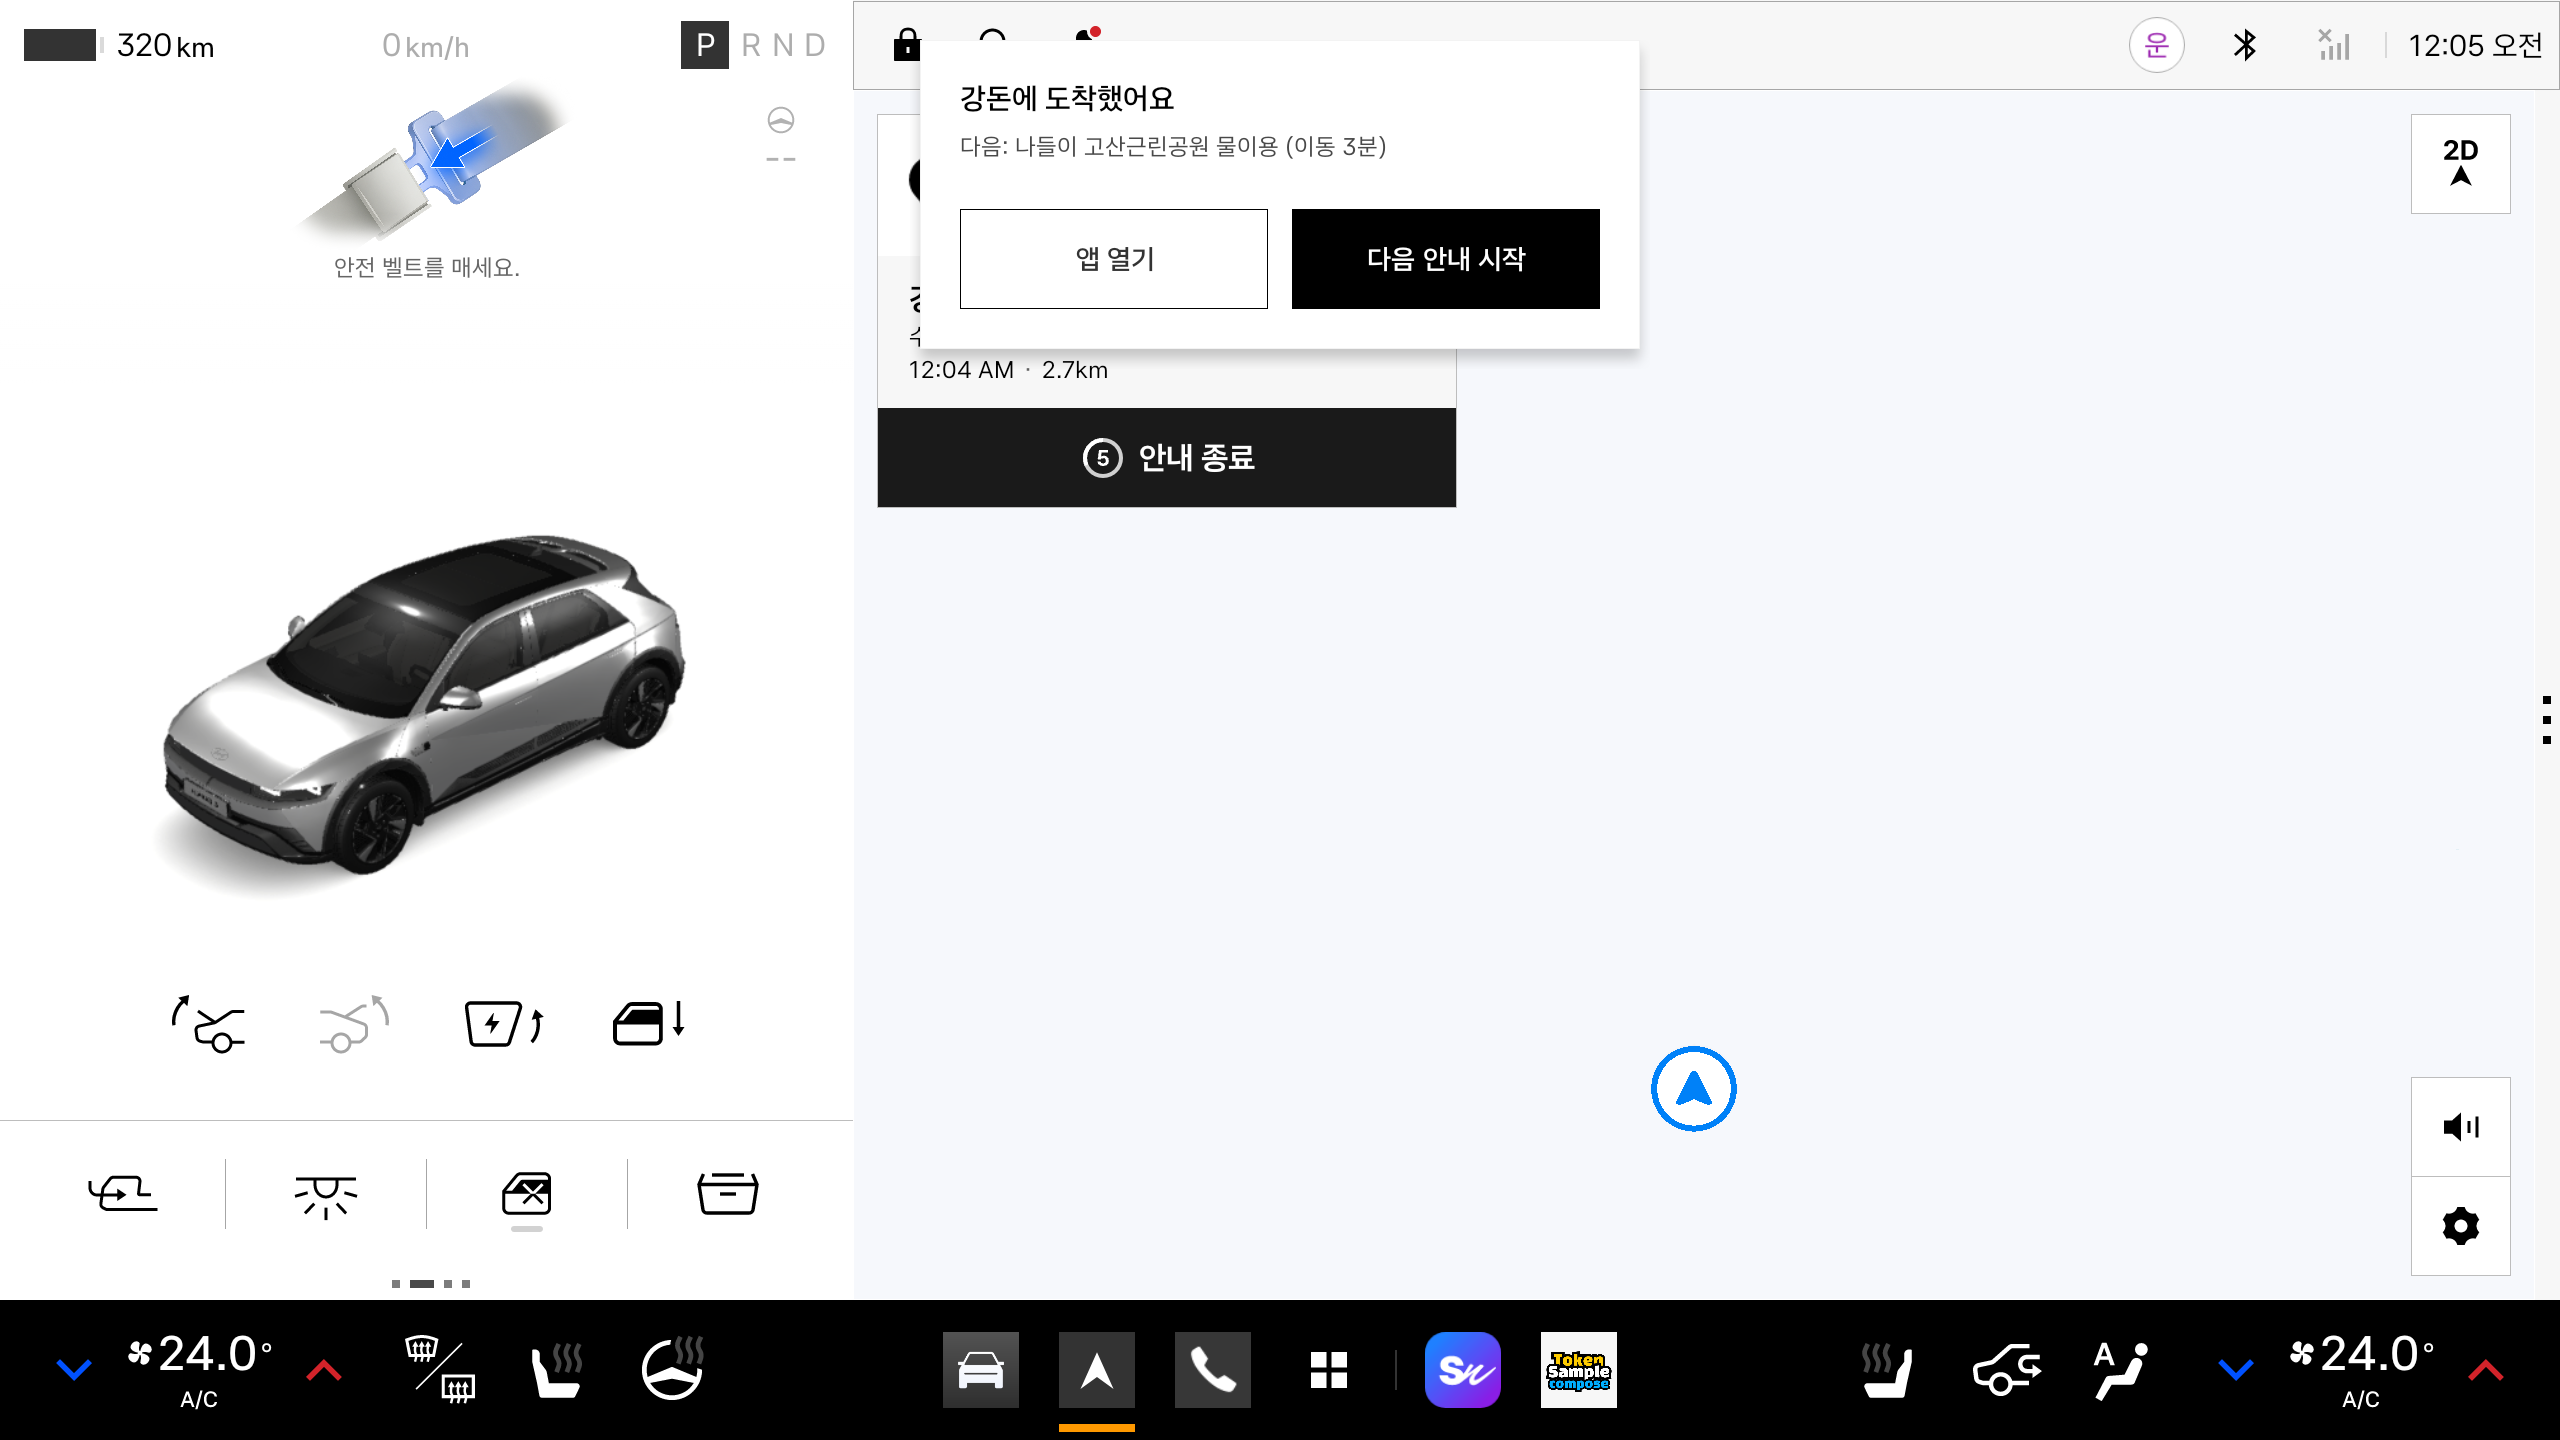 320 km
0 km/h
P R N D
운
12:05 오전
강돈에 도착했어요
다음: 나들이 고산근린공원 물이용 (이동 3분)
앱 열기
다음 안내 시작
2D
안전 벨트를 매세요.
12:04 AM · 2.7km
5 안내 종료
24.0°
A/C
SW
Token
Sample
compose
A
24.0°
A/C